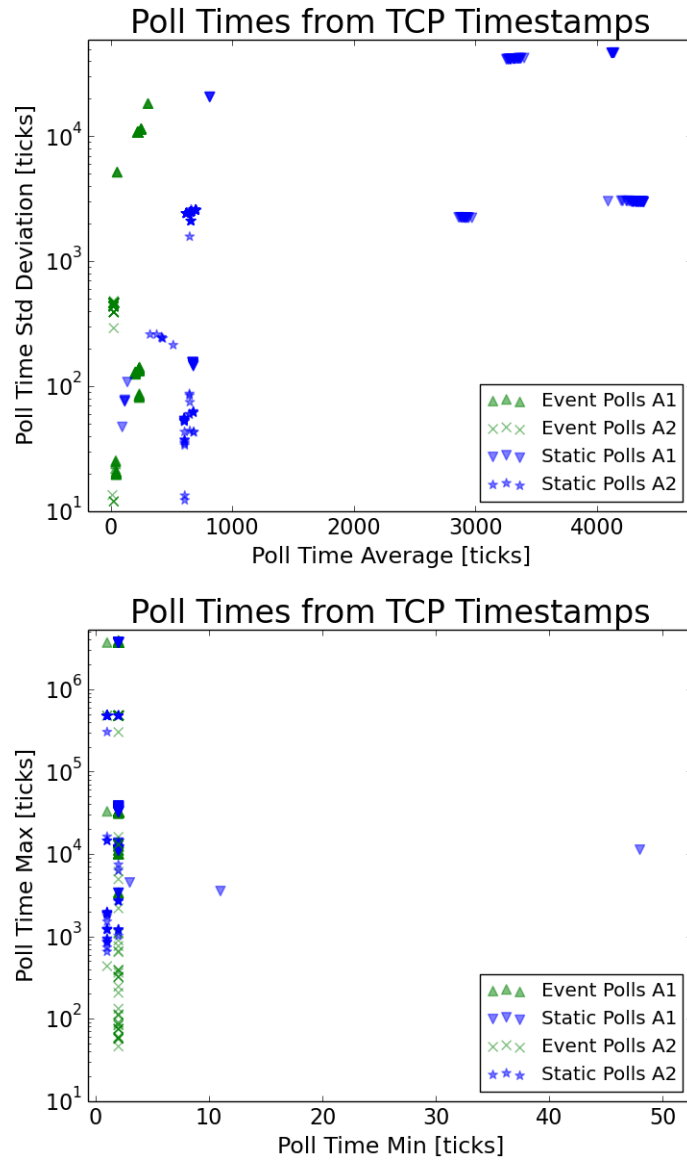 Poll Times from TCP Timestamps
Poll Time Std Deviation [ticks]
10^4
10^3
10^2
10^1
Event Polls A1
Event Polls A2
Static Polls A1
Static Polls A2
0 1000 2000 3000 4000
Poll Time Average [ticks]
Poll Times from TCP Timestamps
Poll Time Max [ticks]
10^6
10^5
10^4
10^3
10^2
10^1
Event Polls A1
Static Polls A1
Event Polls A2
Static Polls A2
0 10 20 30 40 50
Poll Time Min [ticks]